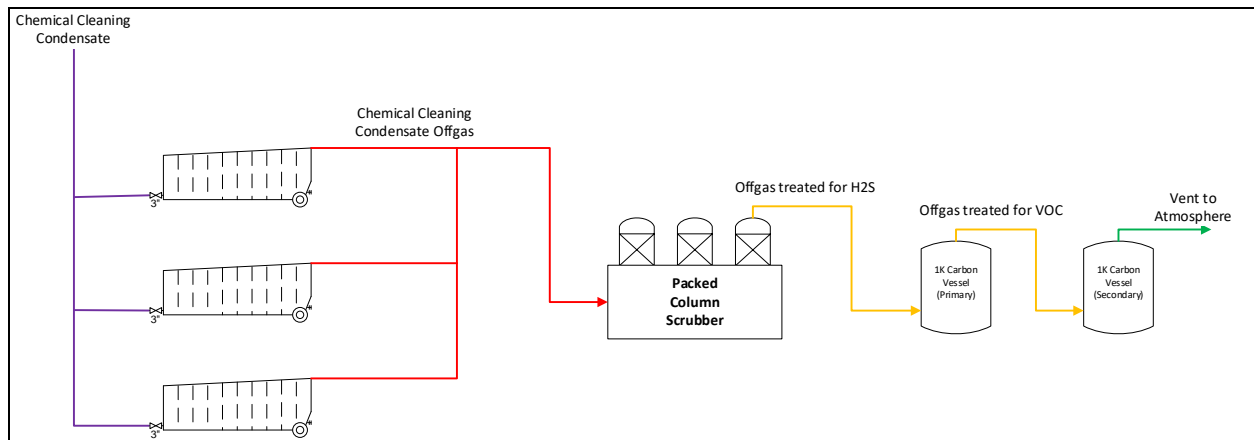 Chemical Cleaning
Condensate
3"
3"
3"
Chemical Cleaning
Condensate Offgas
Packed
Column
Scrubber
Offgas treated for H2S
1K Carbon
Vessel
(Primary)
Offgas treated for VOC
1K Carbon
Vessel
(Secondary)
Vent to
Atmosphere